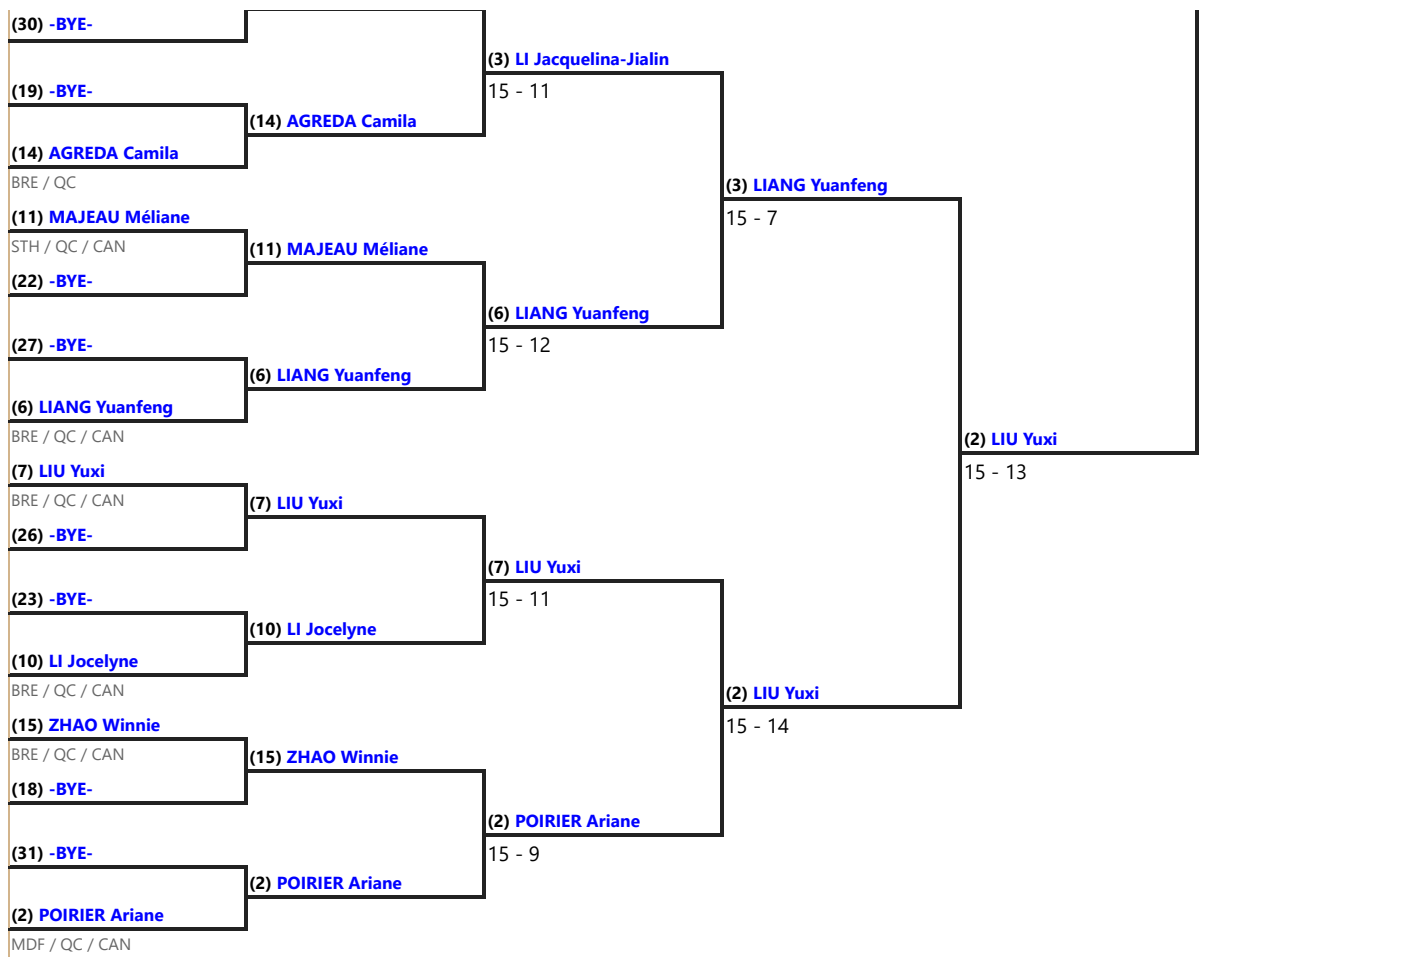 (30) -BYE-
(3) LI Jacquelina-Jialin
15 - 11
(19) -BYE-
(14) AGREDA Camila
(14) AGREDA Camila
BRE / QC
(3) LIANG Yuanfeng
15 - 7
(11) MAJEAU Méliane
STH / QC / CAN
(11) MAJEAU Méliane
(22) -BYE-
(6) LIANG Yuanfeng
15 - 12
(27) -BYE-
(6) LIANG Yuanfeng
(6) LIANG Yuanfeng
BRE / QC / CAN
(2) LIU Yuxi
15 - 13
(7) LIU Yuxi
BRE / QC / CAN
(7) LIU Yuxi
(26) -BYE-
(7) LIU Yuxi
15 - 11
(23) -BYE-
(10) LI Jocelyne
(10) LI Jocelyne
BRE / QC / CAN
(2) LIU Yuxi
15 - 14
(15) ZHAO Winnie
BRE / QC / CAN
(15) ZHAO Winnie
(18) -BYE-
(2) POIRIER Ariane
15 - 9
(31) -BYE-
(2) POIRIER Ariane
(2) POIRIER Ariane
MDF / QC / CAN